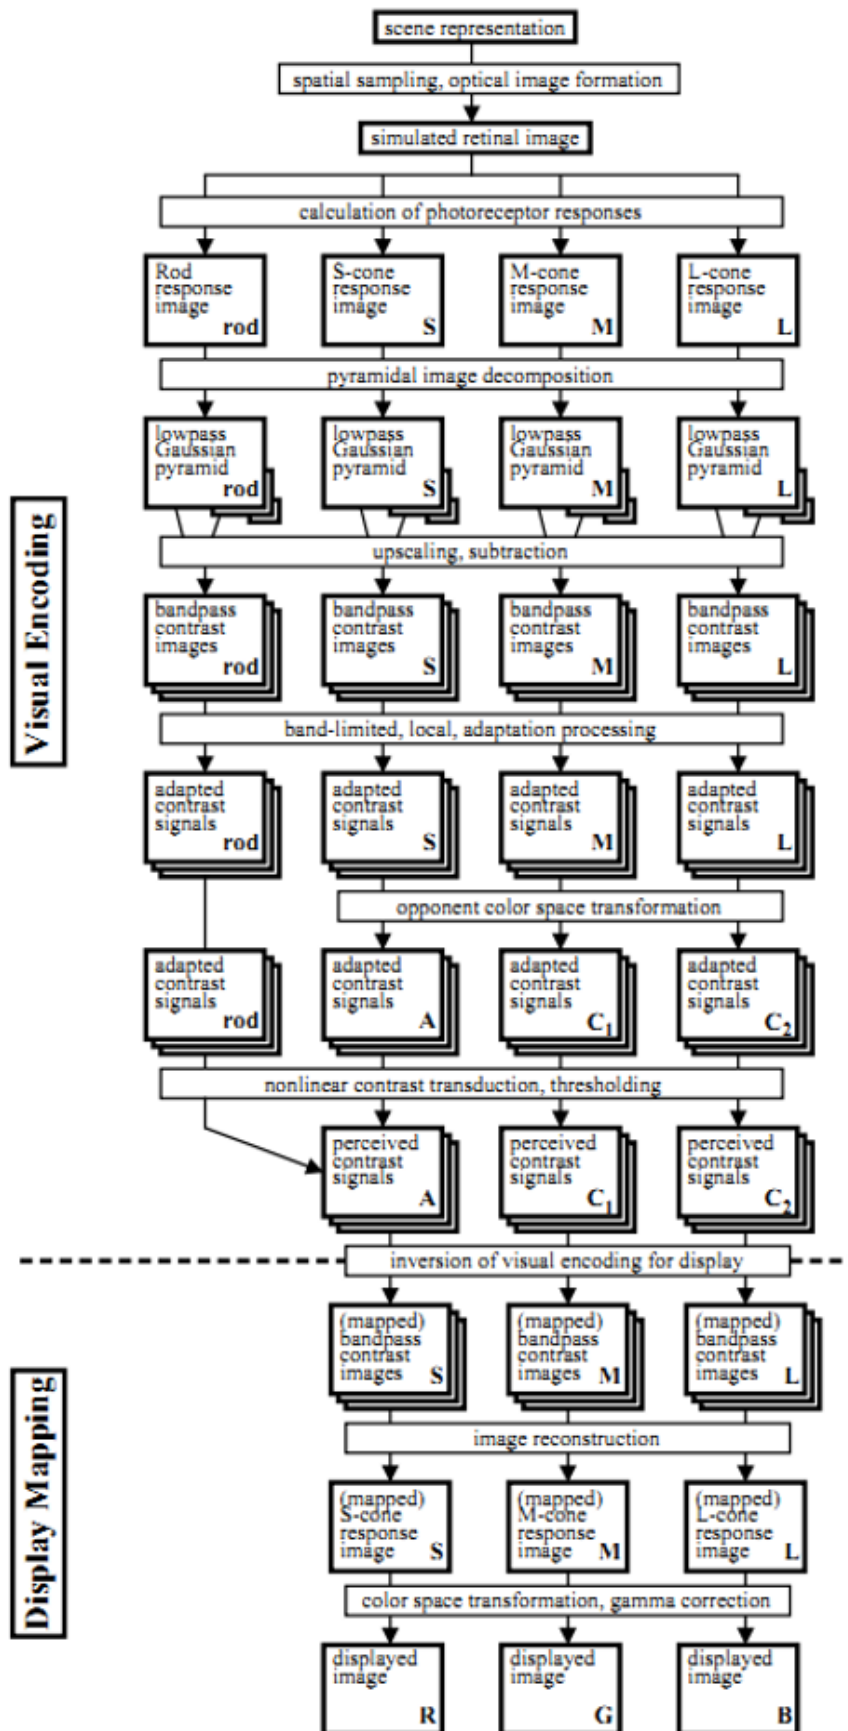 scene representation
spatial sampling, optical image formation
simulated retinal image
calculation of photoreceptor responses
Rod
response
image
rod
S-cone
response
image
S
M-cone
response
image
M
L-cone
response
image
L
pyramidal image decomposition
lowpass
Gaussian
pyramid
rod
lowpass
Gaussian
pyramid
S
lowpass
Gaussian
pyramid
M
lowpass
Gaussian
pyramid
L
Visual Encoding
upscaling, subtraction
bandpass
contrast
images
rod
bandpass
contrast
images
S
bandpass
contrast
images
M
bandpass
contrast
images
L
band-limited, local, adaptation processing
adapted
contrast
signals
rod
adapted
contrast
signals
S
adapted
contrast
signals
M
adapted
contrast
signals
L
opponent color space transformation
adapted
contrast
signals
rod
adapted
contrast
signals
A
adapted
contrast
signals
C1
adapted
contrast
signals
C2
nonlinear contrast transduction, thresholding
perceived
contrast
signals
A
perceived
contrast
signals
C1
perceived
contrast
signals
C2
inversion of visual encoding for display
Display Mapping
(mapped)
bandpass
contrast
images
S
(mapped)
bandpass
contrast
images
M
(mapped)
bandpass
contrast
images
L
image reconstruction
(mapped)
S-cone
response
image
S
(mapped)
M-cone
response
image
M
(mapped)
L-cone
response
image
L
color space transformation, gamma correction
displayed
image
R
displayed
image
G
displayed
image
B